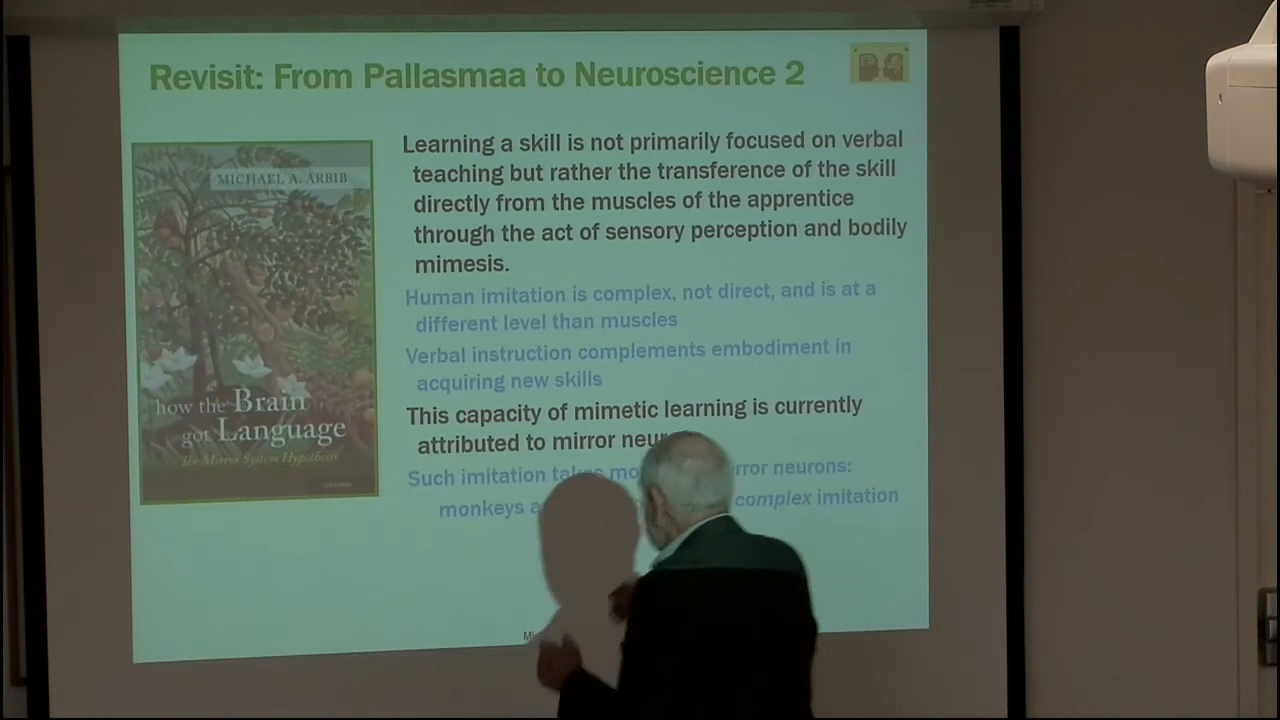 Revisit: From Pallasmaa to Neuroscience 2
MICHAEL A. ARBIB
how the Brain
got Language
The Mirror System Hypothesis
Learning a skill is not primarily focused on verbal
teaching but rather the transference of the skill
directly from the muscles of the apprentice
through the act of sensory perception and bodily
mimesis.
Human imitation is complex, not direct, and is at a
different level than muscles
Verbal instruction complements embodiment in
acquiring new skills
This capacity of mimetic learning is currently
attributed to mirror
Such imitation takes neurons:
monkeys complex imitation